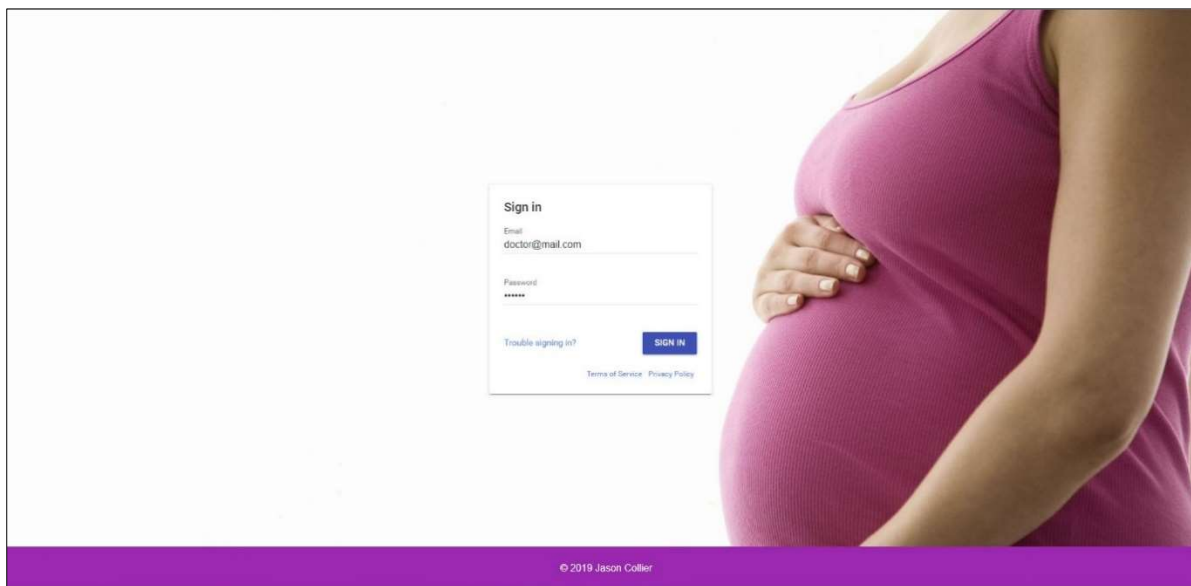 Sign in
Email
doctor@mail.com
Password
••••••
Trouble signing in? SIGN IN
Terms of Service Privacy Policy
© 2019 Jason Collier